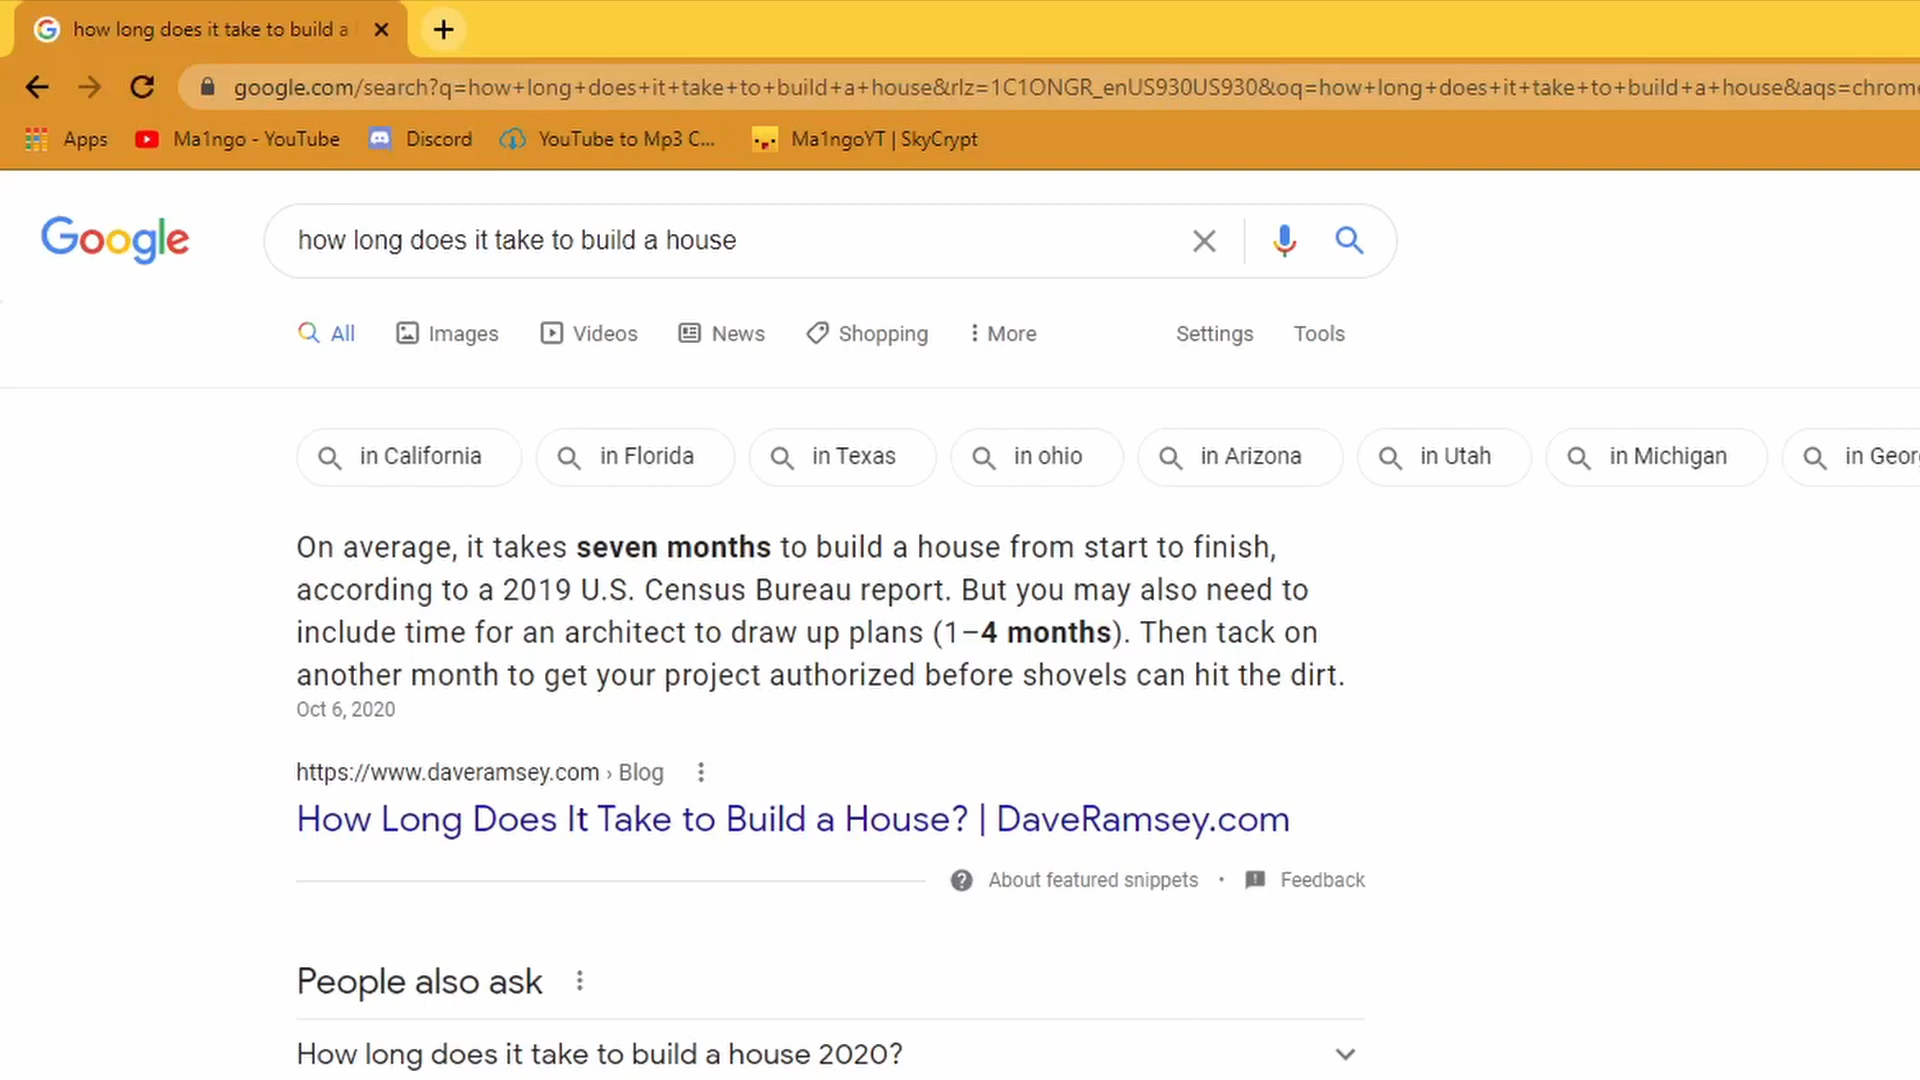 how long does it take to build a
google.com/search?q=how+long+does+it+take+to+build+a+house&rlz=1C1ONGR_enUS930US930&oq=how+long+does+it+take+to+build+a+house&aqs=chrome
Apps Ma1ngo - YouTube Discord YouTube to Mp3 C... Ma1ngoYT | SkyCrypt
Google how long does it take to build a house
All Images Videos News Shopping More Settings Tools
in California in Florida in Texas in ohio in Arizona in Utah in Michigan in Geor
On average, it takes seven months to build a house from start to finish,
according to a 2019 U.S. Census Bureau report. But you may also need to
include time for an architect to draw up plans (1–4 months). Then tack on
another month to get your project authorized before shovels can hit the dirt.
Oct 6, 2020
https://www.daveramsey.com › Blog
How Long Does It Take to Build a House? | DaveRamsey.com
About featured snippets • Feedback
People also ask
How long does it take to build a house 2020?